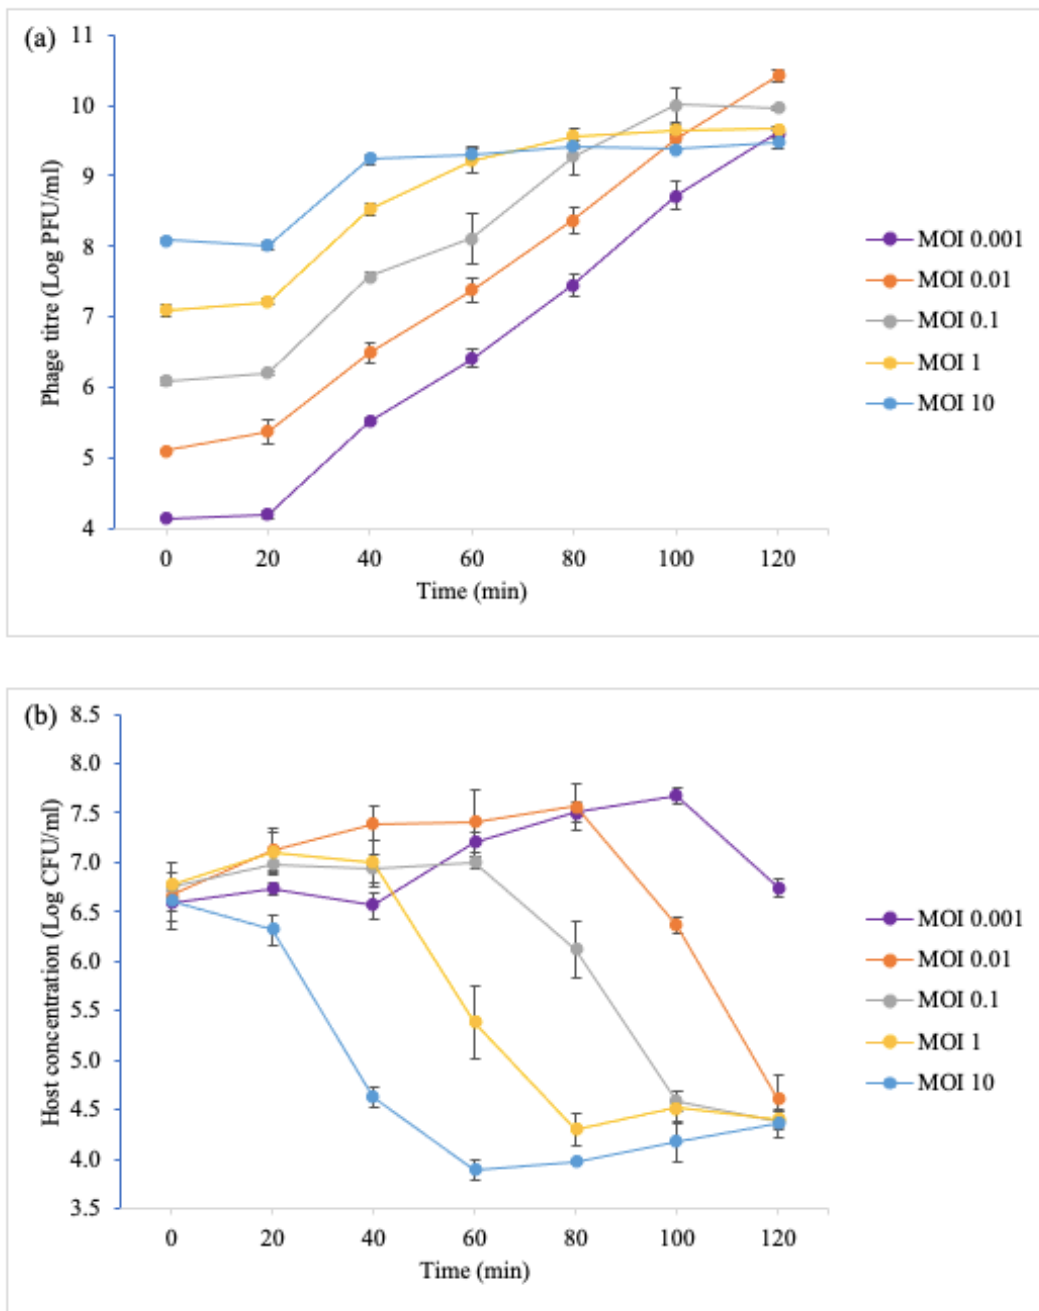 (a)
11
10
9
8
7
6
5
4
Phage titre (Log PFU/ml)
0 20 40 60 80 100 120
Time (min)
MOI 0.001
MOI 0.01
MOI 0.1
MOI 1
MOI 10
(b)
8.5
8.0
7.5
7.0
6.5
6.0
5.5
5.0
4.5
4.0
3.5
Host concentration (Log CFU/ml)
0 20 40 60 80 100 120
Time (min)
MOI 0.001
MOI 0.01
MOI 0.1
MOI 1
MOI 10